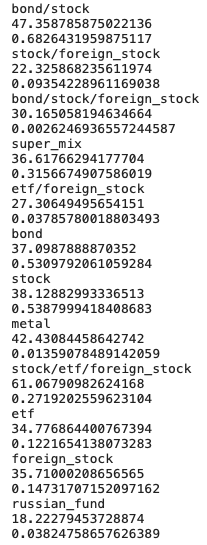 bond/stock
47.358785875022136
0.6826431959875117
stock/foreign_stock
22.325868235611974
0.09354228961169038
bond/stock/foreign_stock
30.165058194634664
0.0026246936557244587
super_mix
36.61766294177704
0.3156674907586019
etf/foreign_stock
27.30649495654151
0.03785780018803493
bond
37.0987888870352
0.5309792061059284
stock
38.12882993336513
0.5387999418408683
metal
42.43084458642742
0.01359078489142059
stock/etf/foreign_stock
61.06790982624168
0.2719202559623104
etf
34.776864400767394
0.1221654138073283
foreign_stock
35.71000208656565
0.14731707152097162
russian_fund
18.22279453728874
0.03824758657626389